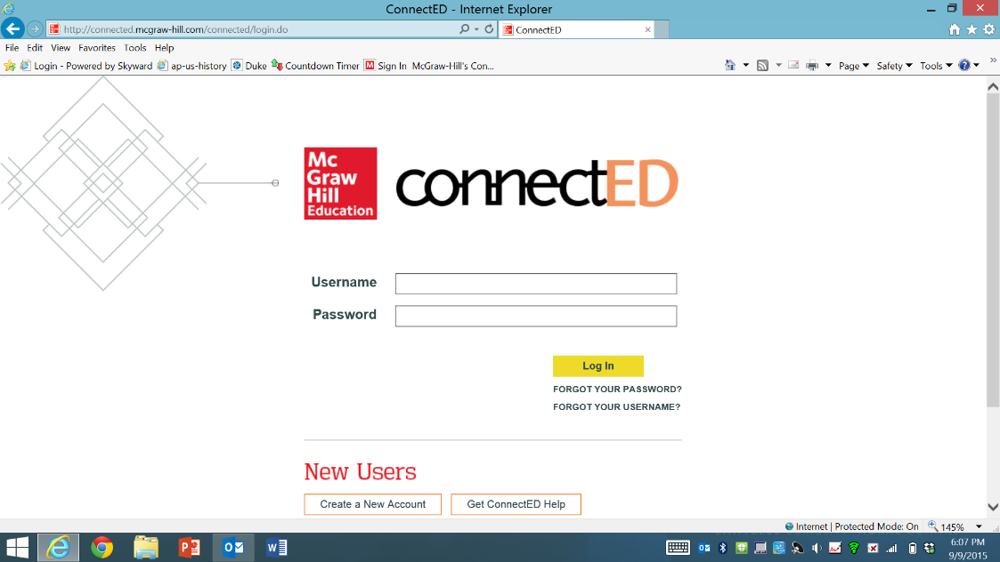 ConnectED - Internet Explorer
http://connected.mcgraw-hill.com/connected/login.do
ConnectED
File Edit View Favorites Tools Help
Login - Powered by Skyward ap-us-history Duke Countdown Timer Sign In McGraw-Hill's Con... Page Safety Tools
Mc
Graw
Hill
Education
connectED
Username
Password
Log In
FORGOT YOUR PASSWORD?
FORGOT YOUR USERNAME?
New Users
Create a New Account Get ConnectED Help
Internet | Protected Mode: On 145%
6:07 PM
9/9/2015